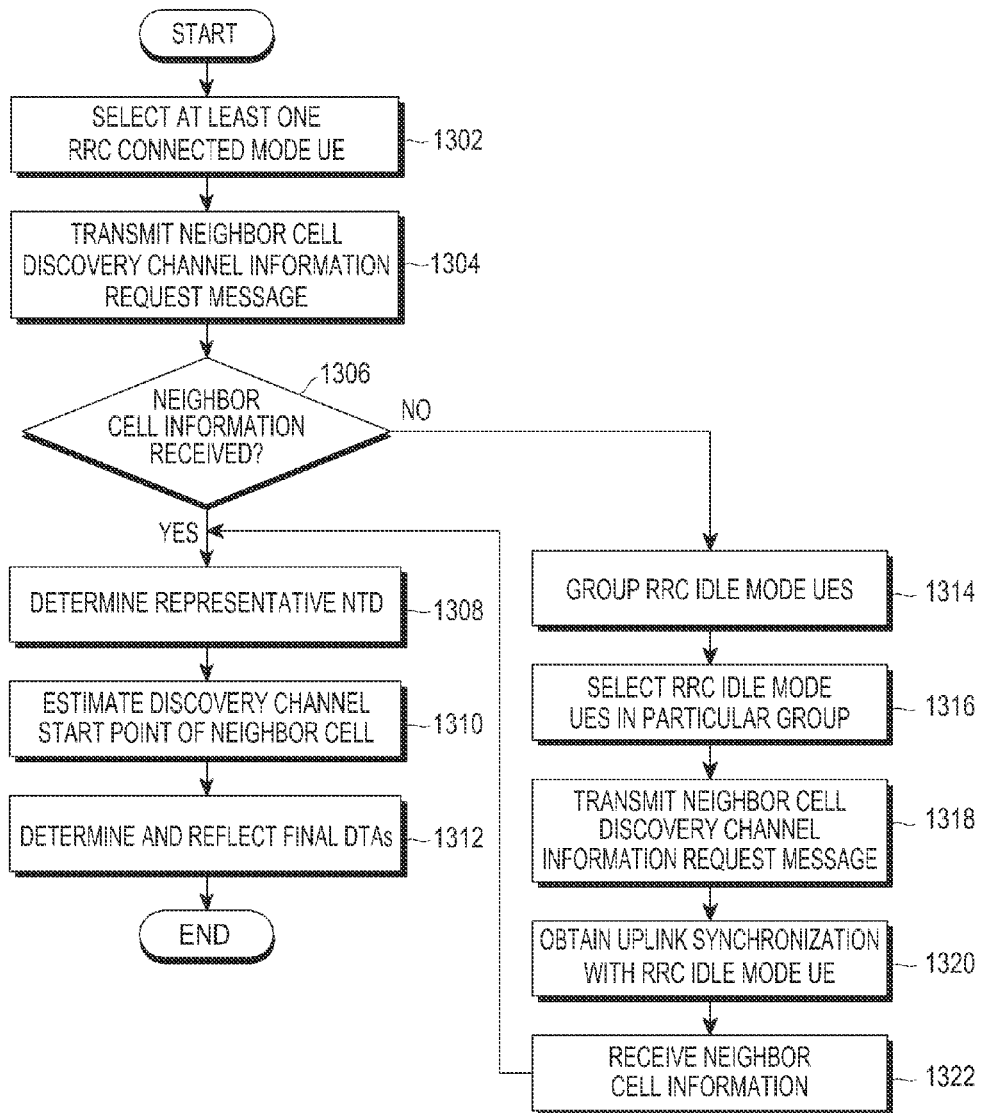 START
SELECT AT LEAST ONE
RRC CONNECTED MODE UE
1302
TRANSMIT NEIGHBOR CELL
DISCOVERY CHANNEL INFORMATION
REQUEST MESSAGE
1304
1306
NEIGHBOR
CELL INFORMATION
RECEIVED?
NO
YES
DETERMINE REPRESENTATIVE NTD
1308
ESTIMATE DISCOVERY CHANNEL
START POINT OF NEIGHBOR CELL
1310
DETERMINE AND REFLECT FINAL DTAs
1312
END
GROUP RRC IDLE MODE UES
1314
SELECT RRC IDLE MODE
UES IN PARTICULAR GROUP
1316
TRANSMIT NEIGHBOR CELL
DISCOVERY CHANNEL
INFORMATION REQUEST MESSAGE
1318
OBTAIN UPLINK SYNCHRONIZATION
WITH RRC IDLE MODE UE
1320
RECEIVE NEIGHBOR
CELL INFORMATION
1322